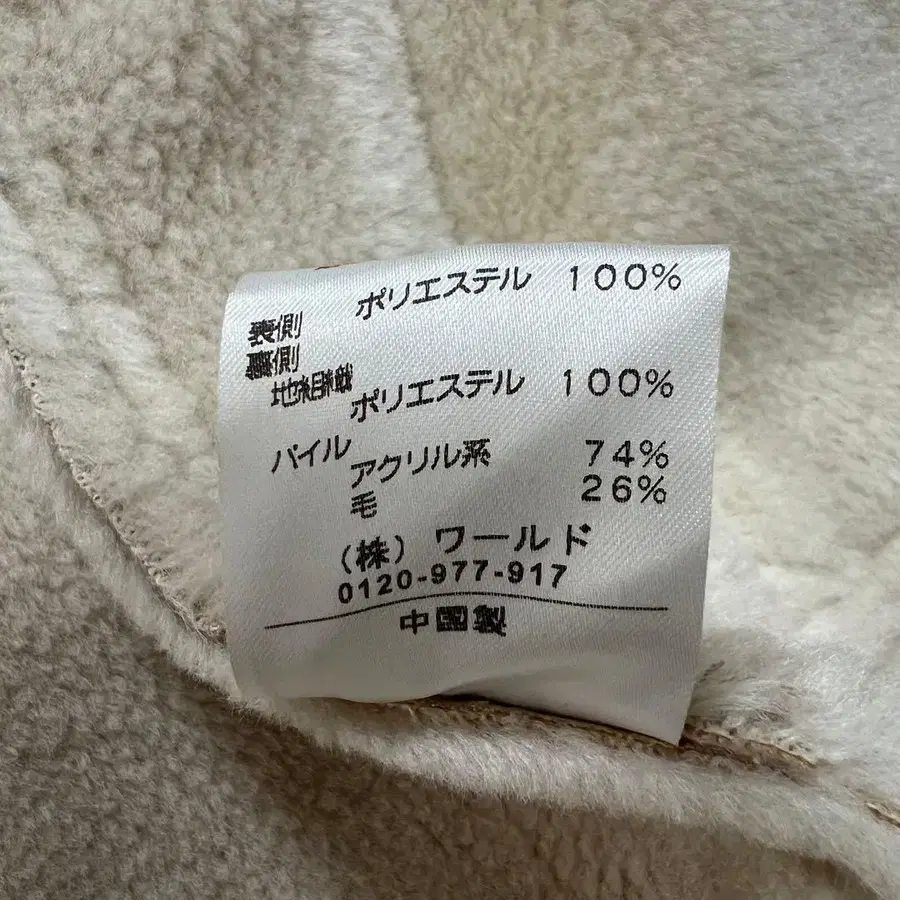 表側 ポリエステル 100%
裏側
地組織 ポリエステル 100%
パイル アクリル系 74%
毛 26%
(株) ワールド
0120-977-917
中国製